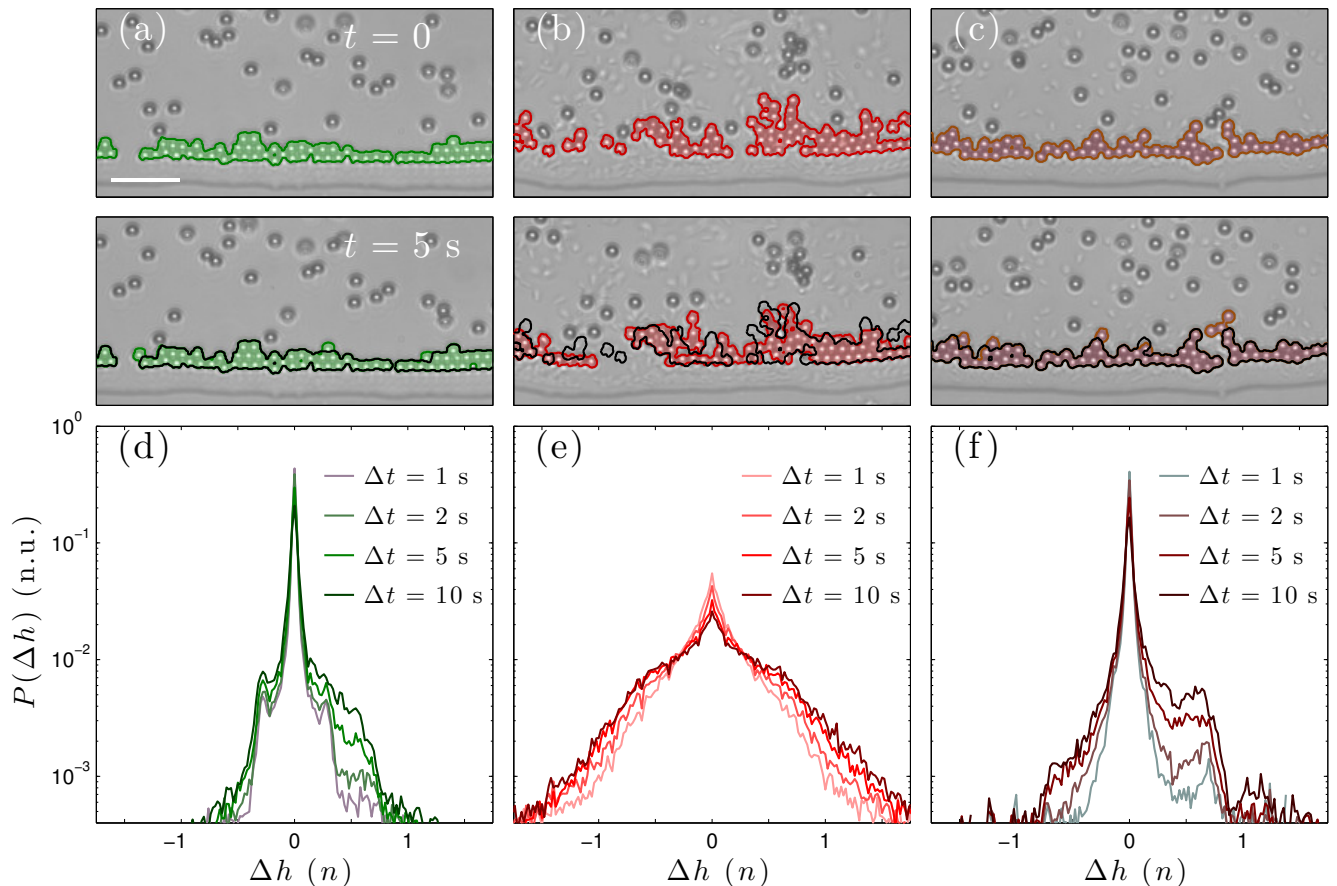 (a) t = 0
(b)
(c)
t = 5 s
(d)
Δt = 1 s
Δt = 2 s
Δt = 5 s
Δt = 10 s
(e)
Δt = 1 s
Δt = 2 s
Δt = 5 s
Δt = 10 s
(f)
Δt = 1 s
Δt = 2 s
Δt = 5 s
Δt = 10 s
P(Δh) (n.u.)
10⁰
10⁻¹
10⁻²
10⁻³
−1 0 1
−1 0 1
−1 0 1
Δh (n)
Δh (n)
Δh (n)